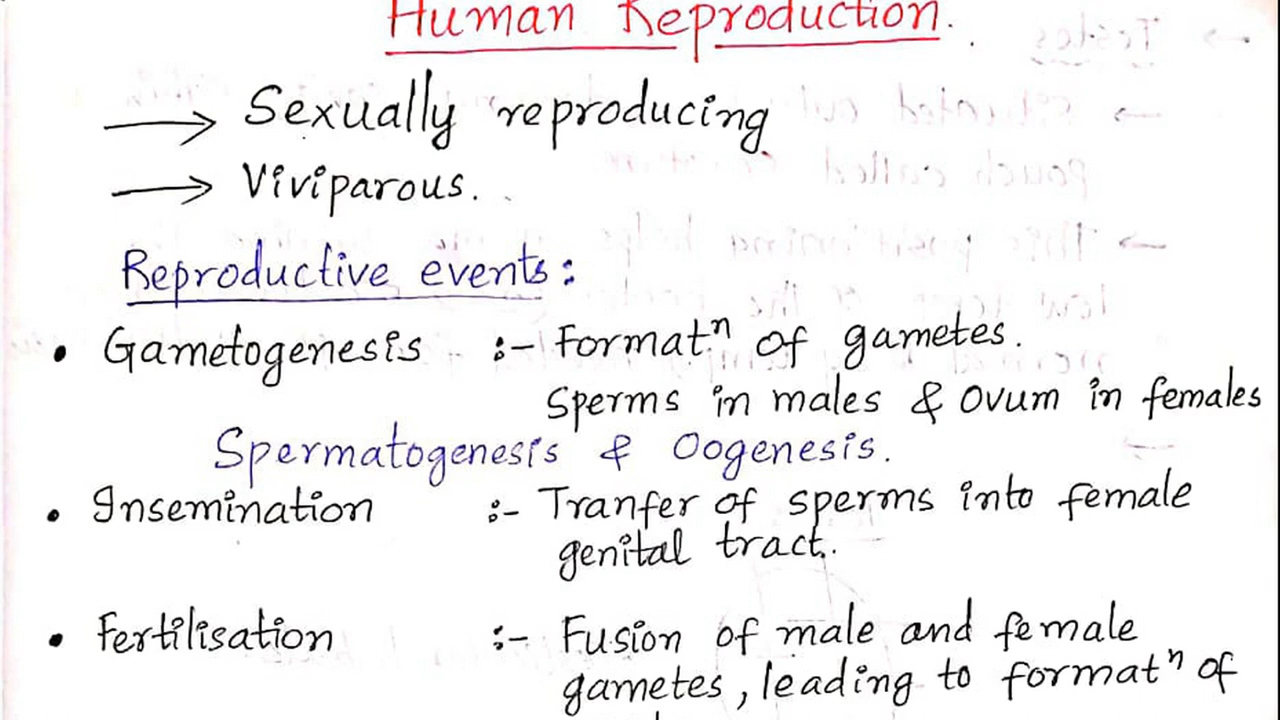 Human Reproduction.
→ Sexually reproducing
→ Viviparous.
Reproductive events:
• Gametogenesis :- Formatⁿ of gametes.
Sperms in males & ovum in females
Spermatogenesis & Oogenesis.
• Insemination :- Tranfer of sperms into female
genital tract.
• Fertilisation :- Fusion of male and female
gametes, leading to formatⁿ of